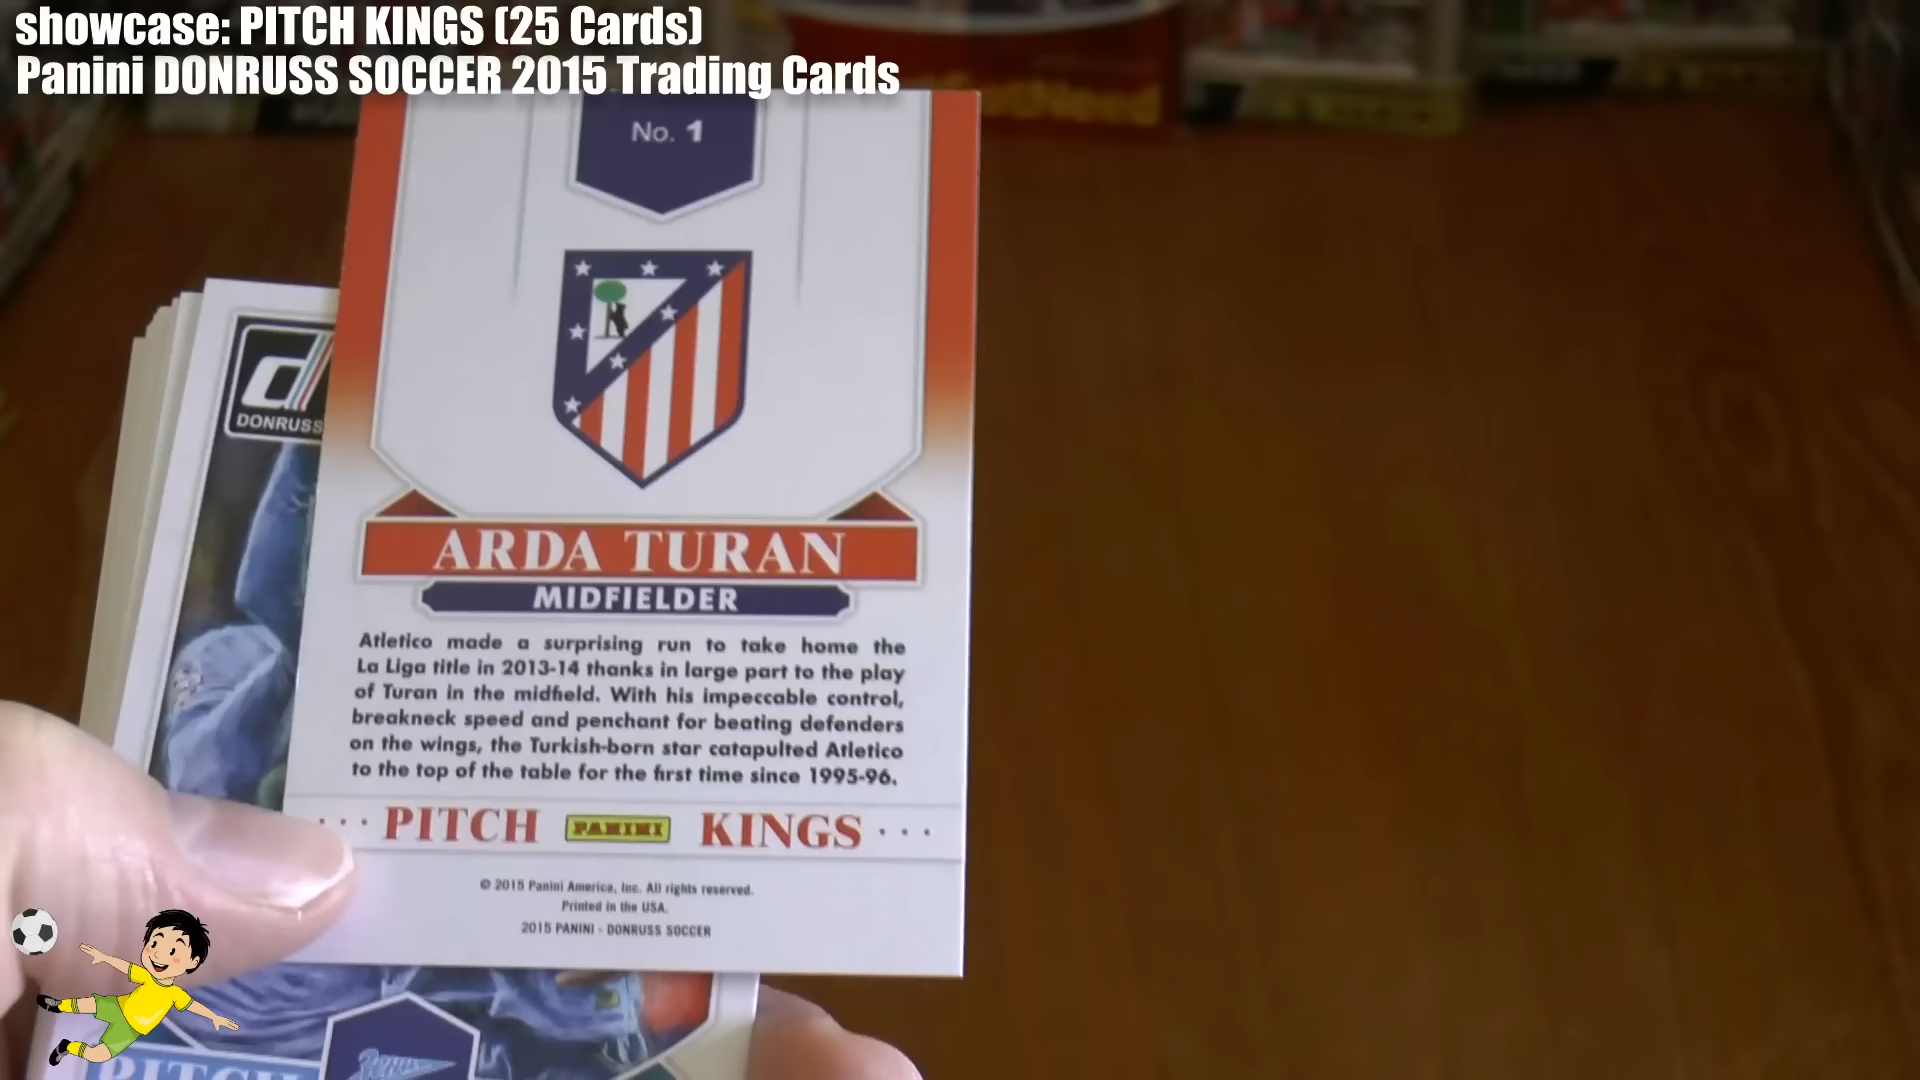 showcase: PITCH KINGS (25 Cards)
Panini DONRUSS SOCCER 2015 Trading Cards
No. 1
d
DONRUSS
ARDA TURAN
MIDFIELDER
Atletico made a surprising run to take home the
La Liga title in 2013-14 thanks in large part to the play
of Turan in the midfield. With his impeccable control,
breakneck speed and penchant for beating defenders
on the wings, the Turkish-born star catapulted Atletico
to the top of the table for the first time since 1995-96.
· · · PITCH PANINI KINGS · · ·
© 2015 Panini America, Inc. All rights reserved.
Printed in the USA.
2015 PANINI - DONRUSS SOCCER
PITCH